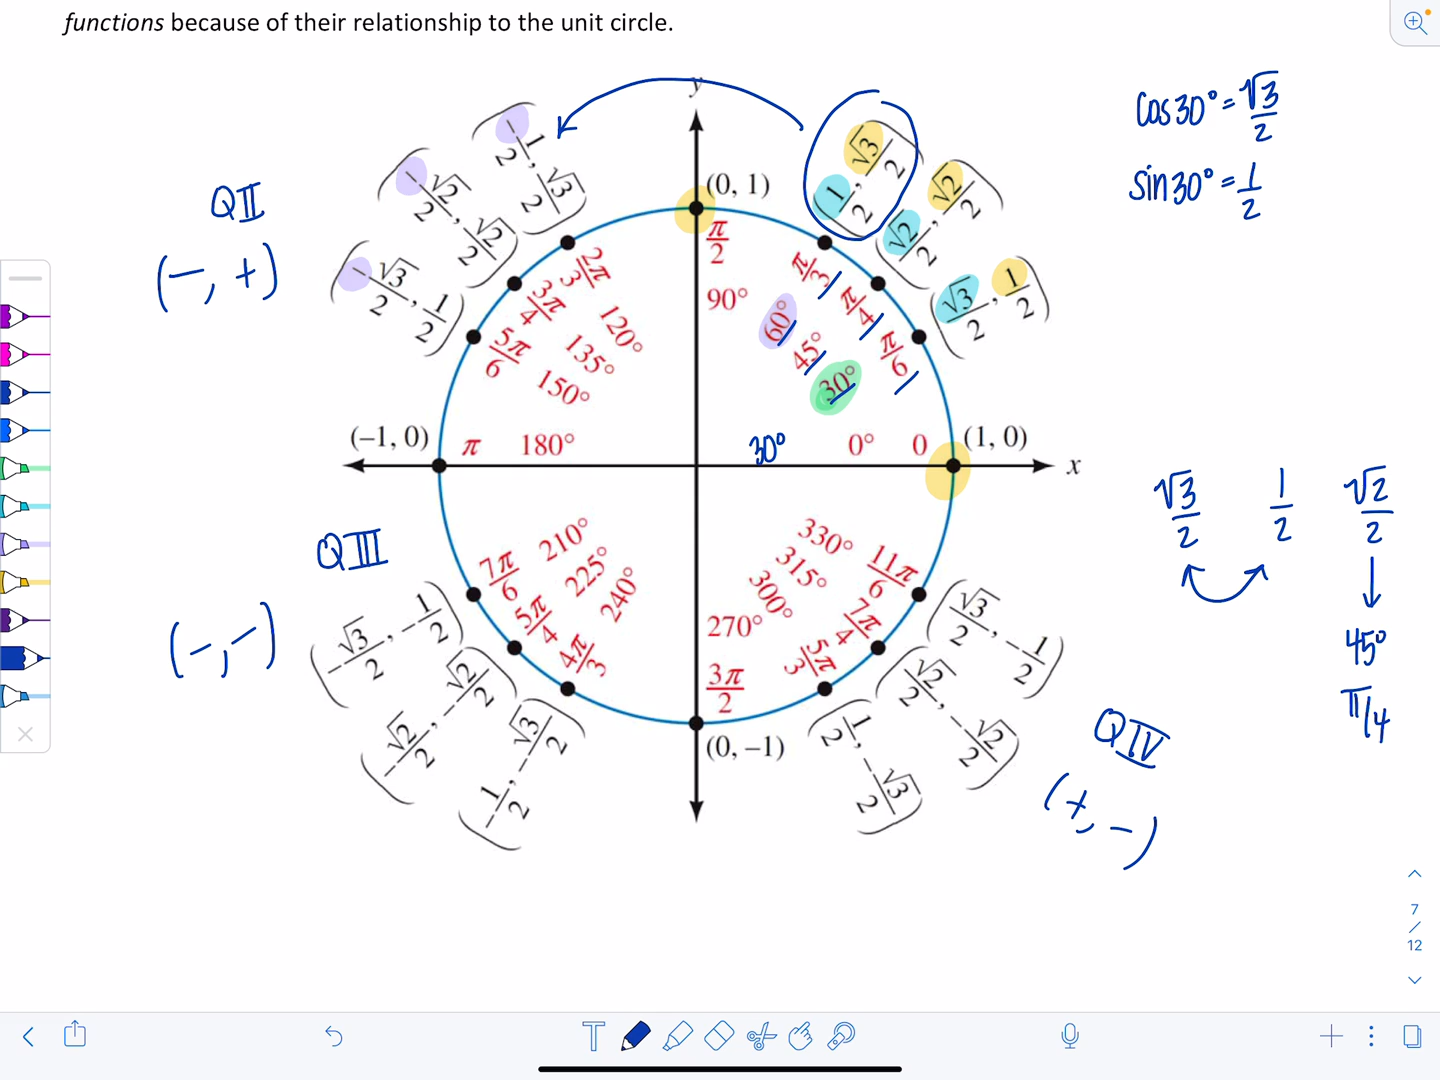 functions because of their relationship to the unit circle.
y
cos30° = √3/2
sin30° = 1/2
(-1/2, √3/2)
(-√2/2, √2/2)
(-√3/2, 1/2)
(0, 1)
(1/2, √3/2)
(√2/2, √2/2)
(√3/2, 1/2)
QII
(-, +)
2π/3 120°
3π/4 135°
5π/6 150°
π/2
90°
π/3 60°
π/4 45°
π/6 30°
(−1, 0) π 180° 30° 0° 0 (1, 0)
x
√3/2 1/2 √2/2
45°
π/4
QIII
(-,-)
7π/6 210°
5π/4 225°
4π/3 240°
(-√3/2, -1/2)
(-√2/2, -√2/2)
(-1/2, -√3/2)
270°
3π/2
(0, −1)
330° 11π/6
315° 7π/4
300° 5π/3
(√3/2, -1/2)
(√2/2, -√2/2)
(1/2, -√3/2)
QIV
(+, -)
7
/
12
T